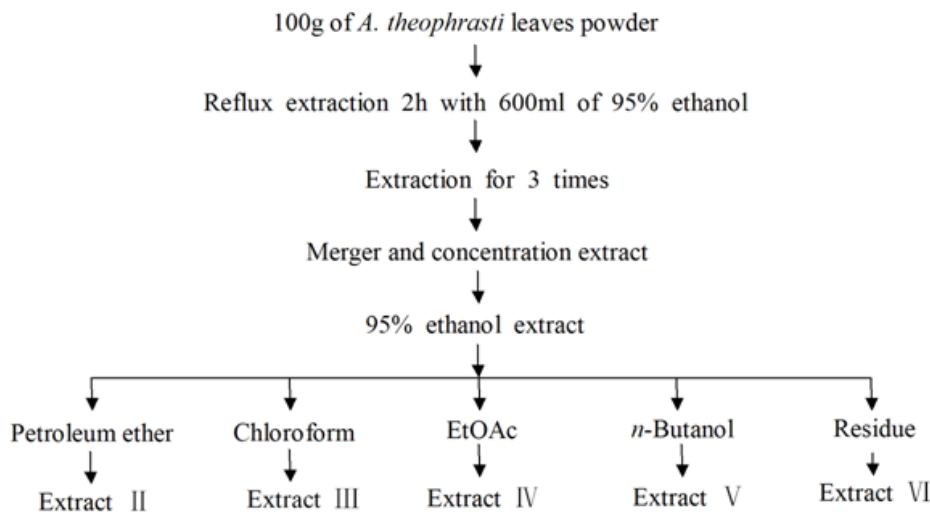 100g of A. theophrasti leaves powder
Reflux extraction 2h with 600ml of 95% ethanol
Extraction for 3 times
Merger and concentration extract
95% ethanol extract
Petroleum ether
Chloroform
EtOAc
n-Butanol
Residue
Extract Ⅱ
Extract Ⅲ
Extract Ⅳ
Extract Ⅴ
Extract Ⅵ